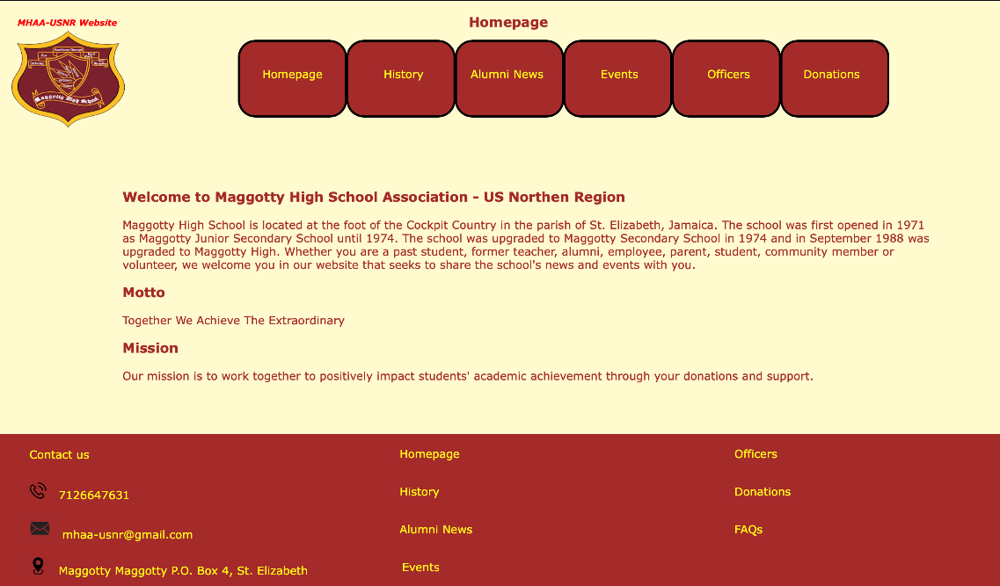 MHAA-USNR Website
Homepage
Excellence Through
For
Hard Work
Striving
Maggotty High School
Homepage
History
Alumni News
Events
Officers
Donations
Welcome to Maggotty High School Association - US Northen Region
Maggotty High School is located at the foot of the Cockpit Country in the parish of St. Elizabeth, Jamaica. The school was first opened in 1971
as Maggotty Junior Secondary School until 1974. The school was upgraded to Maggotty Secondary School in 1974 and in September 1988 was
upgraded to Maggotty High. Whether you are a past student, former teacher, alumni, employee, parent, student, community member or
volunteer, we welcome you in our website that seeks to share the school's news and events with you.
Motto
Together We Achieve The Extraordinary
Mission
Our mission is to work together to positively impact students' academic achievement through your donations and support.
Contact us
7126647631
mhaa-usnr@gmail.com
Maggotty Maggotty P.O. Box 4, St. Elizabeth
Homepage
History
Alumni News
Events
Officers
Donations
FAQs